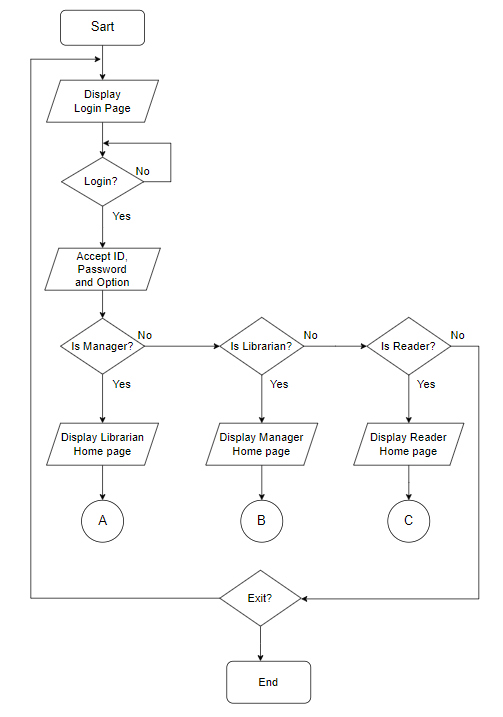 Sart
Display
Login Page
No
Login?
Yes
Accept ID,
Password
and Option
No
No
No
Is Manager?
Is Librarian?
Is Reader?
Yes
Yes
Yes
Display Librarian
Home page
Display Manager
Home page
Display Reader
Home page
A
B
C
Exit?
End